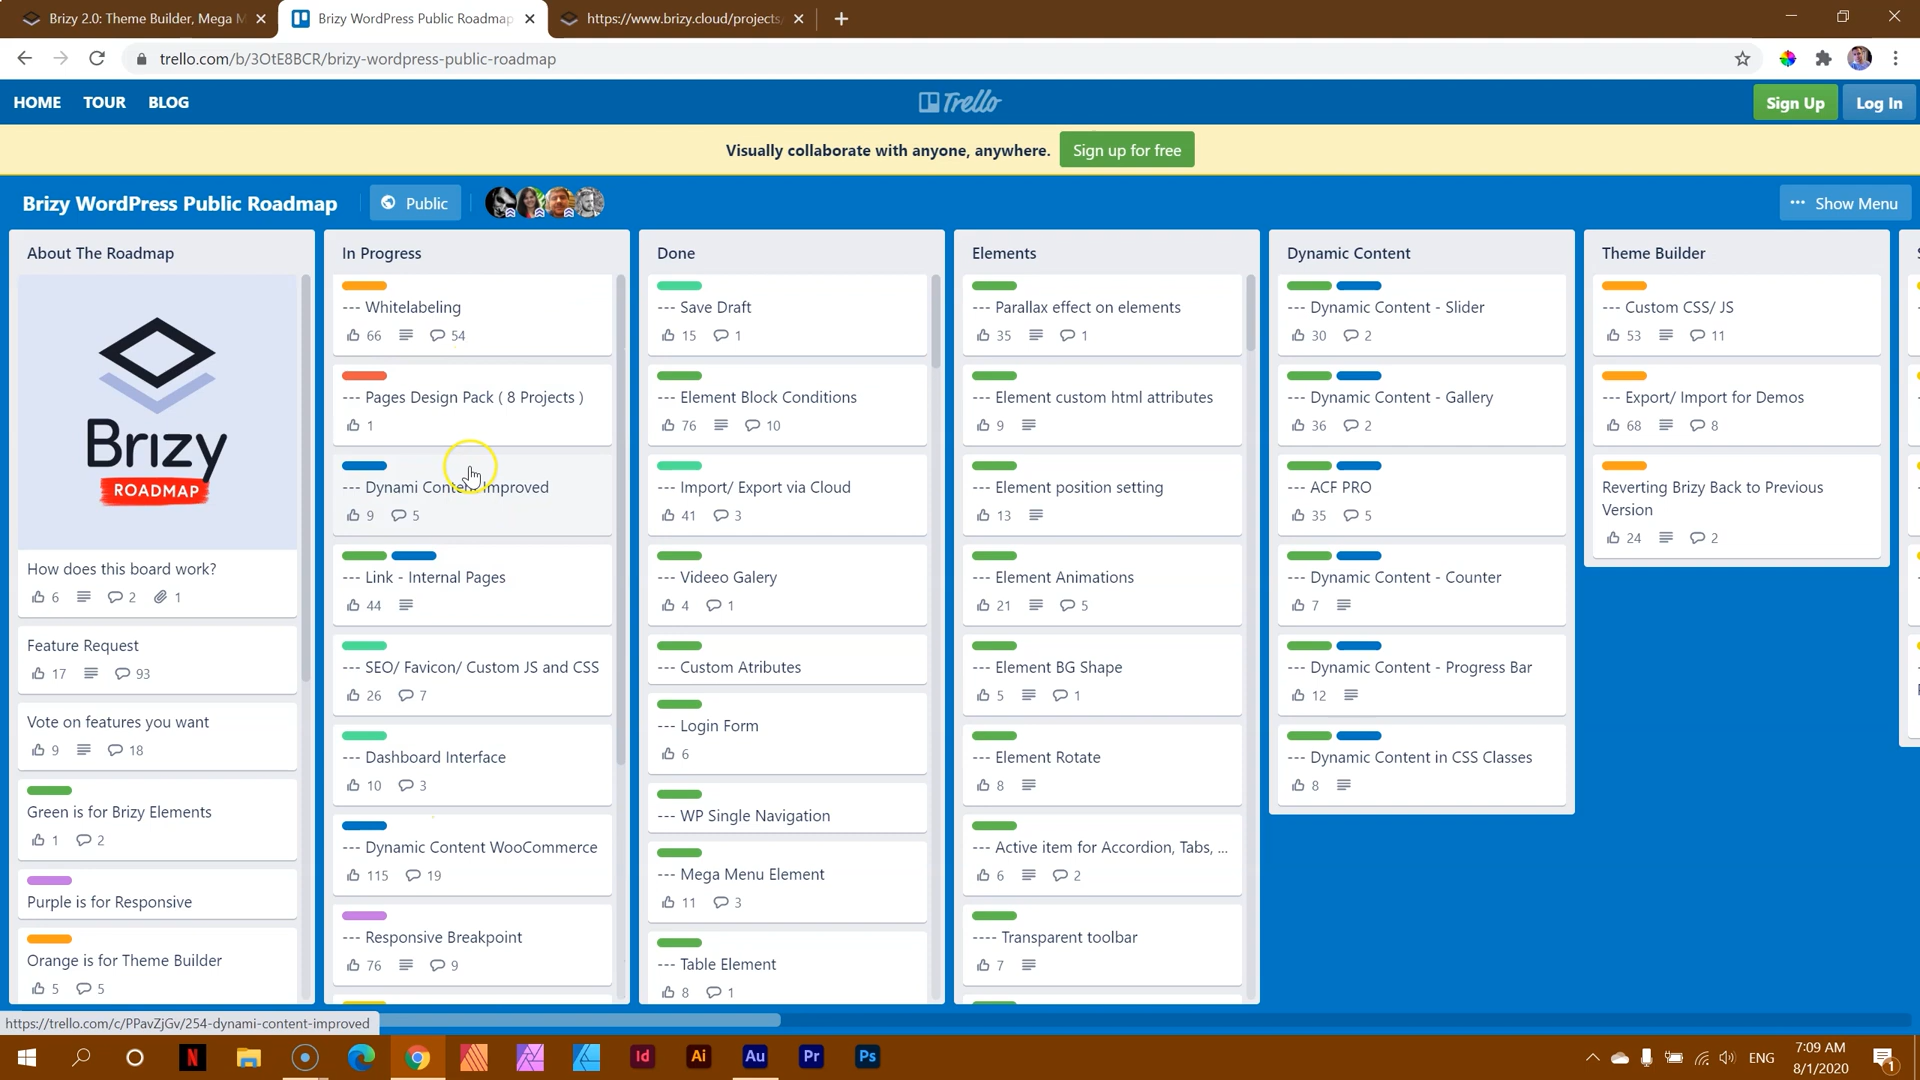 Brizy 2.0: Theme Builder, Mega M
Brizy WordPress Public Roadmap
https://www.brizy.cloud/projects/
trello.com/b/3OtE8BCR/brizy-wordpress-public-roadmap
HOME
TOUR
BLOG
Trello
Sign Up
Log In
Visually collaborate with anyone, anywhere.
Sign up for free
Brizy WordPress Public Roadmap
Public
Show Menu
About The Roadmap
Brizy
ROADMAP
How does this board work?
6
2
1
Feature Request
17
93
Vote on features you want
9
18
Green is for Brizy Elements
1
2
Purple is for Responsive
Orange is for Theme Builder
5
5
In Progress
--- Whitelabeling
66
54
--- Pages Design Pack ( 8 Projects )
1
--- Dynami Content Improved
9
5
--- Link - Internal Pages
44
--- SEO/ Favicon/ Custom JS and CSS
26
7
--- Dashboard Interface
10
3
--- Dynamic Content WooCommerce
115
19
--- Responsive Breakpoint
76
9
Done
--- Save Draft
15
1
--- Element Block Conditions
76
10
--- Import/ Export via Cloud
41
3
--- Videeo Galery
4
1
--- Custom Atributes
--- Login Form
6
--- WP Single Navigation
--- Mega Menu Element
11
3
--- Table Element
8
1
Elements
--- Parallax effect on elements
35
1
--- Element custom html attributes
9
--- Element position setting
13
--- Element Animations
21
5
--- Element BG Shape
5
1
--- Element Rotate
8
--- Active item for Accordion, Tabs, ...
6
2
---- Transparent toolbar
7
Dynamic Content
--- Dynamic Content - Slider
30
2
--- Dynamic Content - Gallery
36
2
--- ACF PRO
35
5
--- Dynamic Content - Counter
7
--- Dynamic Content - Progress Bar
12
--- Dynamic Content in CSS Classes
8
Theme Builder
--- Custom CSS/ JS
53
11
--- Export/ Import for Demos
68
8
Reverting Brizy Back to Previous
Version
24
2
https://trello.com/c/PPavZjGv/254-dynami-content-improved
N
Id
Ai
Au
Pr
Ps
ENG
7:09 AM
8/1/2020
1